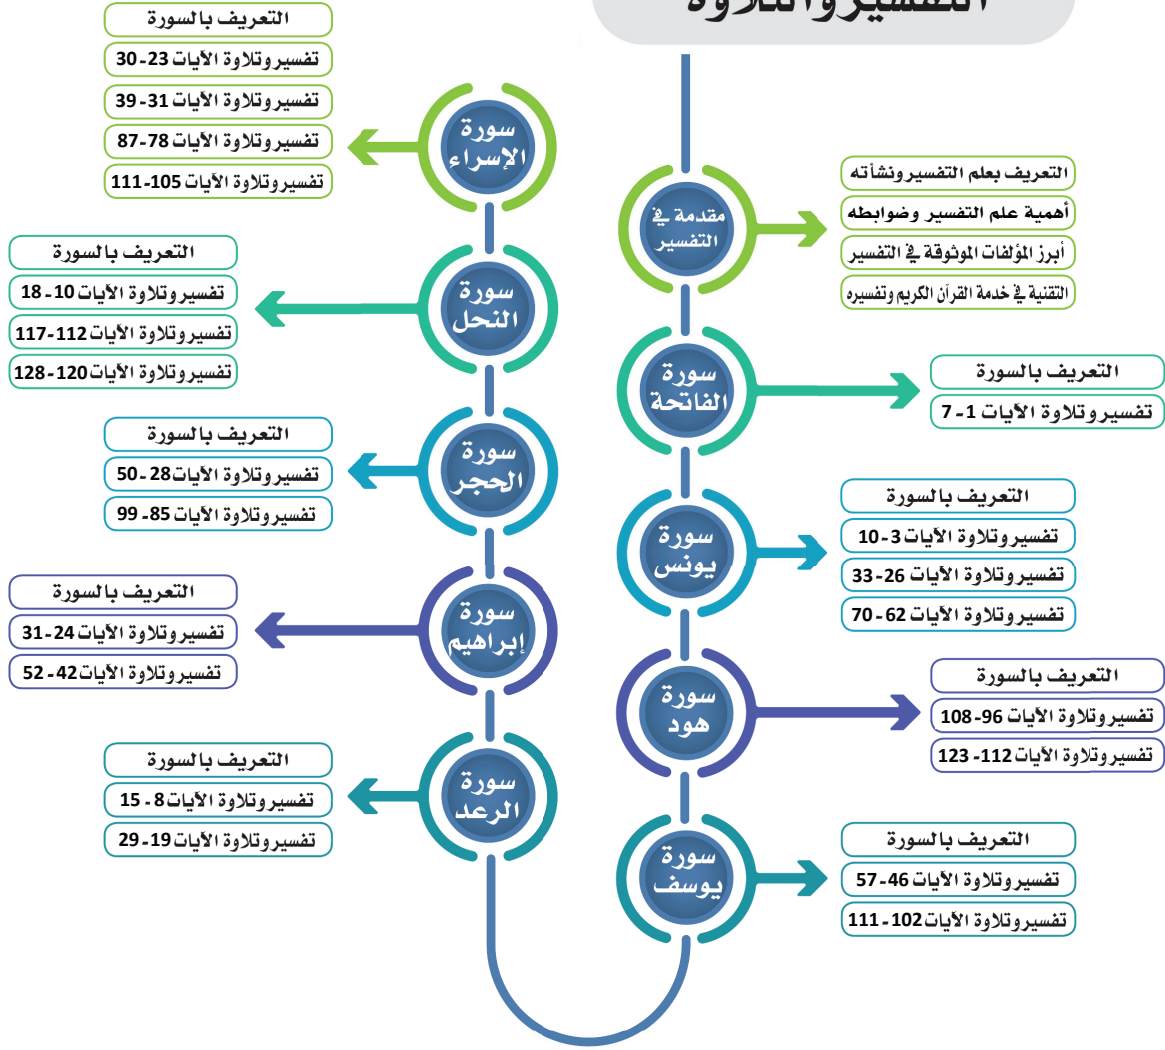 التفسير والتلاوة
مقدمة في
التفسير
التعريف بعلم التفسير ونشأته
أهمية علم التفسير وضوابطه
أبرز المؤلفات الموثوقة في التفسير
التقنية في خدمة القرآن الكريم وتفسيره
سورة
الفاتحة
التعريف بالسورة
تفسير وتلاوة الآيات 1-7
سورة
يونس
التعريف بالسورة
تفسير وتلاوة الآيات 3-10
تفسير وتلاوة الآيات 26-33
تفسير وتلاوة الآيات 62-70
سورة
هود
التعريف بالسورة
تفسير وتلاوة الآيات 96-108
تفسير وتلاوة الآيات 112-123
سورة
يوسف
التعريف بالسورة
تفسير وتلاوة الآيات 46-57
تفسير وتلاوة الآيات 102-111
سورة
الرعد
التعريف بالسورة
تفسير وتلاوة الآيات 8-15
تفسير وتلاوة الآيات 19-29
سورة
إبراهيم
التعريف بالسورة
تفسير وتلاوة الآيات 24-31
تفسير وتلاوة الآيات 42-52
سورة
الحجر
التعريف بالسورة
تفسير وتلاوة الآيات 28-50
تفسير وتلاوة الآيات 85-99
سورة
النحل
التعريف بالسورة
تفسير وتلاوة الآيات 10-18
تفسير وتلاوة الآيات 112-117
تفسير وتلاوة الآيات 120-128
سورة
الإسراء
التعريف بالسورة
تفسير وتلاوة الآيات 23-30
تفسير وتلاوة الآيات 31-39
تفسير وتلاوة الآيات 78-87
تفسير وتلاوة الآيات 105-111